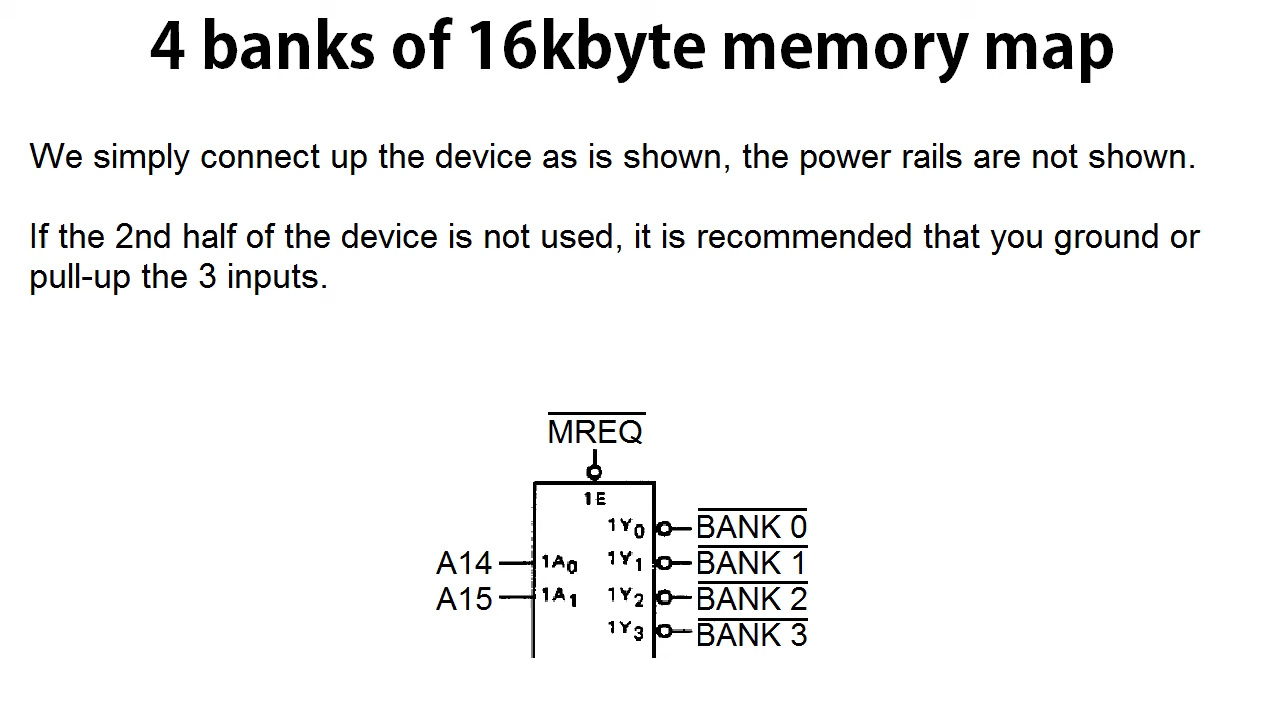 4 banks of 16kbyte memory map
We simply connect up the device as is shown, the power rails are not shown.
If the 2nd half of the device is not used, it is recommended that you ground or
pull-up the 3 inputs.
MREQ
1E
1Y0 BANK 0
A14 1A0 1Y1 BANK 1
A15 1A1 1Y2 BANK 2
1Y3 BANK 3